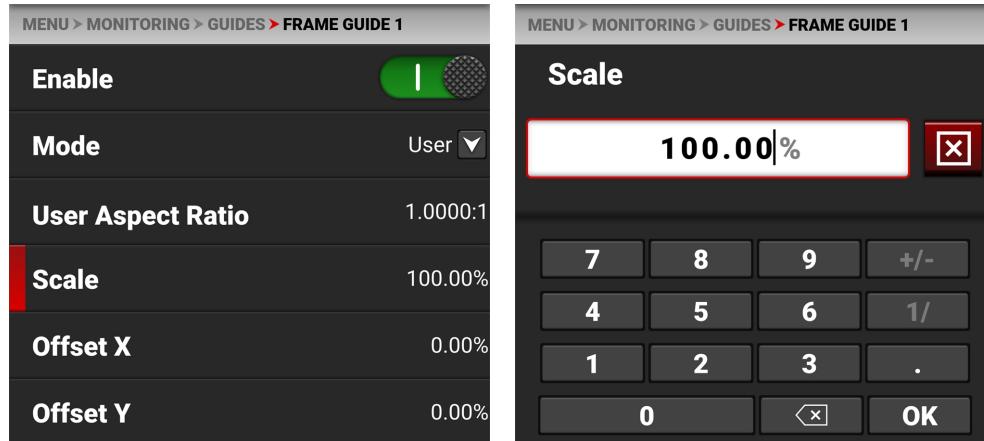 MENU > MONITORING > GUIDES > FRAME GUIDE 1
Enable
Mode User
User Aspect Ratio 1.0000:1
Scale 100.00%
Offset X 0.00%
Offset Y 0.00%
MENU > MONITORING > GUIDES > FRAME GUIDE 1
Scale
100.00%
7 8 9 +/-
4 5 6 1/
1 2 3 .
0 OK